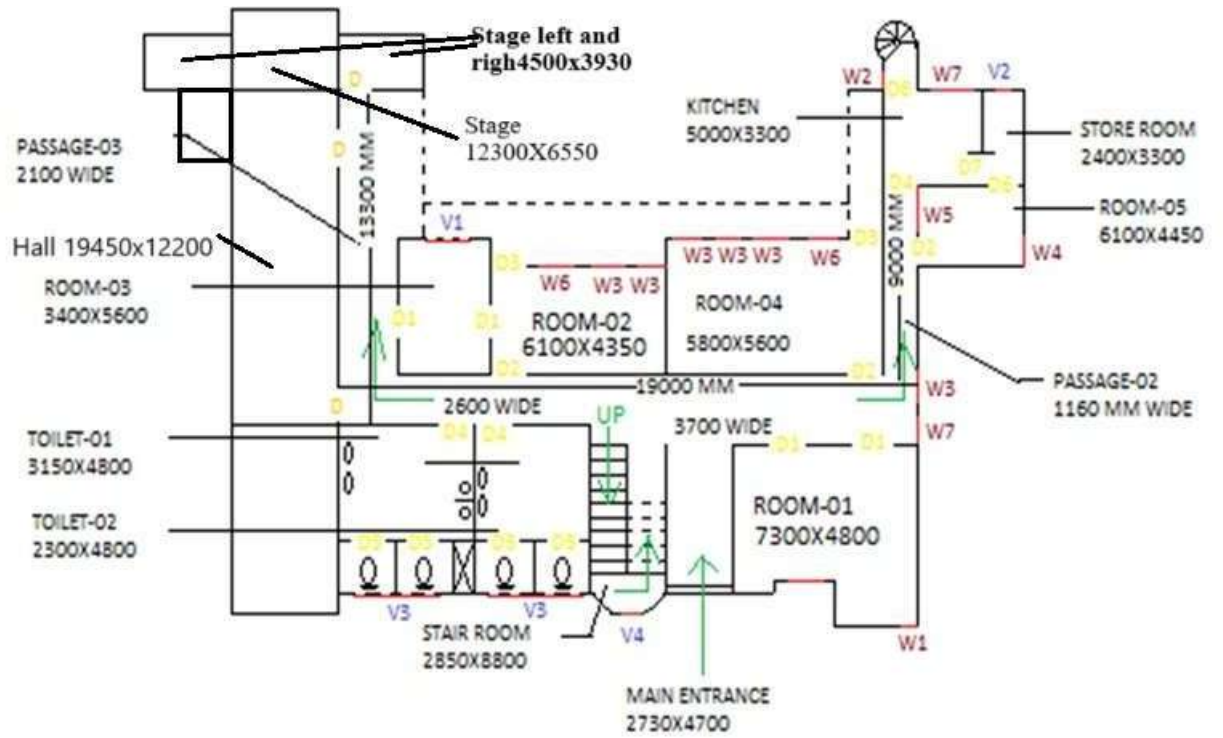 Stage left and
righ4500x3930
Stage
12300X6550
W2
W7
V2
D
D8
KITCHEN
5000X3300
STORE ROOM
2400X3300
PASSAGE-03
2100 WIDE
D
13300 MM
D7
D4
D6
Hall 19450x12200
V1
W5
ROOM-05
6100X4450
D3
D3
D2
W3 W3 W3
W6
W4
9000 MM
W6
W3 W3
ROOM-03
3400X5600
ROOM-04
5800X5600
D1
D1
ROOM-02
6100X4350
D2
D2
19000 MM
W3
PASSAGE-02
1160 MM WIDE
D
2600 WIDE
UP
3700 WIDE
W7
TOILET-01
3150X4800
D4
D4
D1
D1
ROOM-01
7300X4800
TOILET-02
2300X4800
V3
V3
STAIR ROOM
2850X8800
V4
W1
MAIN ENTRANCE
2730X4700